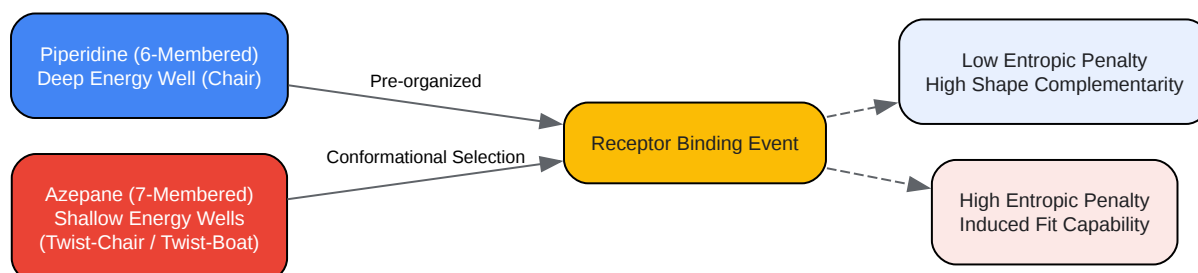 Piperidine (6-Membered)
Deep Energy Well (Chair)
Pre-organized
Azepane (7-Membered)
Shallow Energy Wells
(Twist-Chair / Twist-Boat)
Conformational Selection
Receptor Binding Event
Low Entropic Penalty
High Shape Complementarity
High Entropic Penalty
Induced Fit Capability